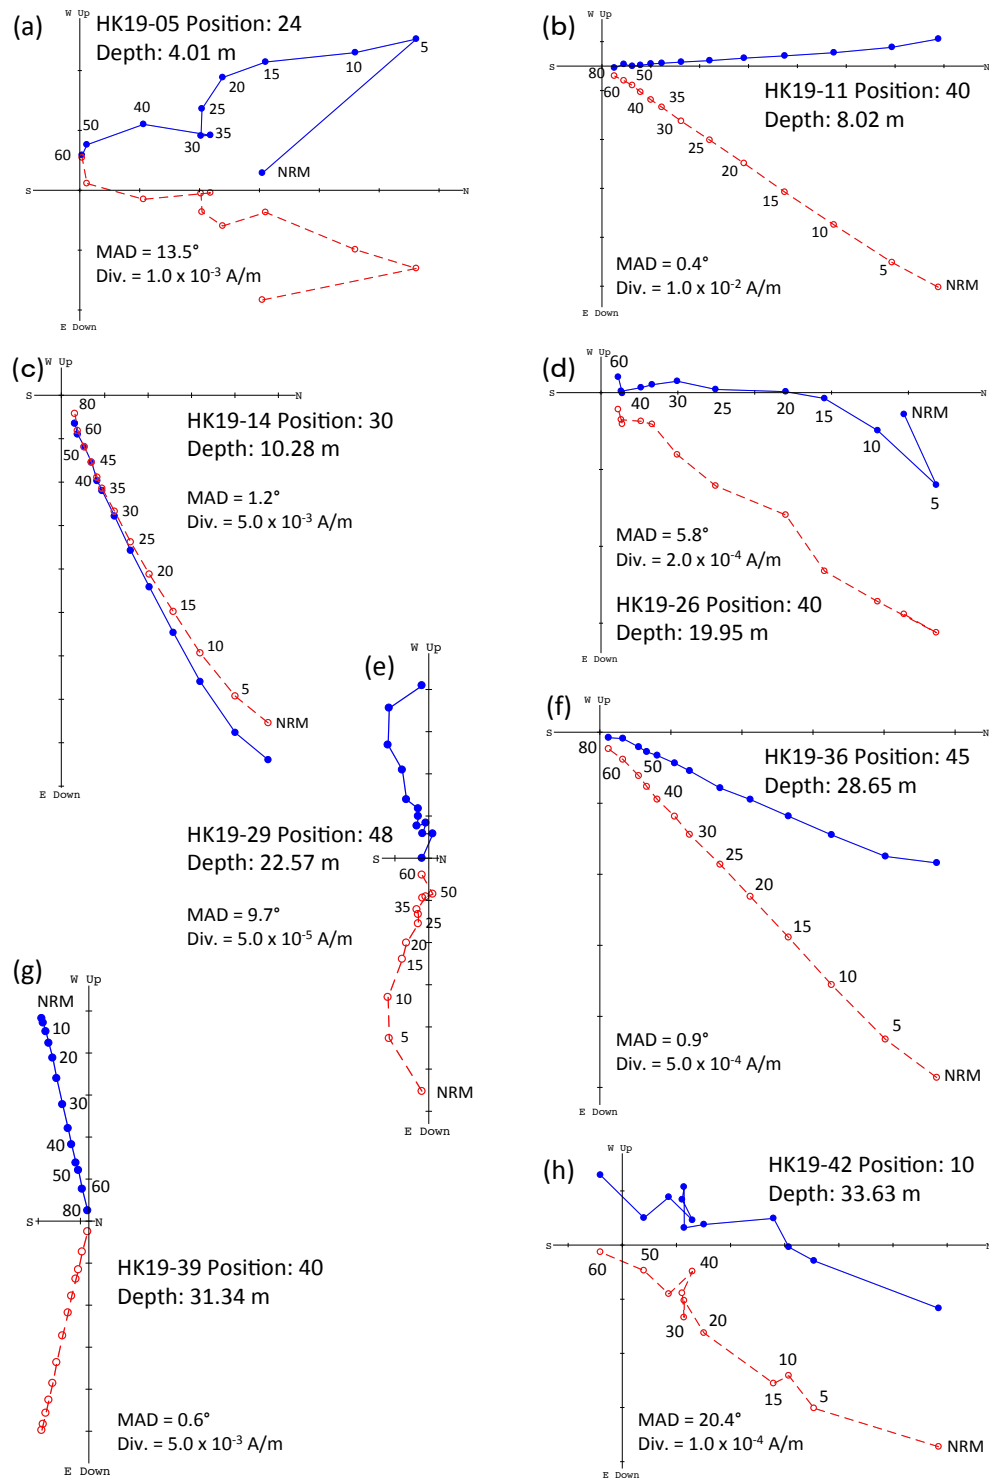 (a)
W Up
HK19-05 Position: 24
Depth: 4.01 m
5
10
15
20
25
35
30
40
50
60
NRM
S
N
MAD = 13.5°
Div. = 1.0 x 10⁻³ A/m
E Down
(b)
W Up
S
N
80
60
50
40
35
30
25
20
15
10
5
NRM
HK19-11 Position: 40
Depth: 8.02 m
MAD = 0.4°
Div. = 1.0 x 10⁻² A/m
E Down
(c)
W Up
S
N
80
60
50
45
40
35
30
25
20
15
10
5
NRM
HK19-14 Position: 30
Depth: 10.28 m
MAD = 1.2°
Div. = 5.0 x 10⁻³ A/m
E Down
(d)
W Up
60
S
N
40
30
25
20
15
10
NRM
5
MAD = 5.8°
Div. = 2.0 x 10⁻⁴ A/m
HK19-26 Position: 40
Depth: 19.95 m
E Down
(e)
W Up
HK19-29 Position: 48
Depth: 22.57 m
S
N
60
50
35
25
20
15
10
5
NRM
MAD = 9.7°
Div. = 5.0 x 10⁻⁵ A/m
E Down
(f)
W Up
S
N
80
60
50
40
30
25
20
15
10
5
NRM
HK19-36 Position: 45
Depth: 28.65 m
MAD = 0.9°
Div. = 5.0 x 10⁻⁴ A/m
E Down
(g)
W Up
NRM
10
20
30
40
50
60
80
S
N
HK19-39 Position: 40
Depth: 31.34 m
MAD = 0.6°
Div. = 5.0 x 10⁻³ A/m
E Down
(h)
W Up
HK19-42 Position: 10
Depth: 33.63 m
S
N
60
50
40
30
20
10
15
5
NRM
MAD = 20.4°
Div. = 1.0 x 10⁻⁴ A/m
E Down